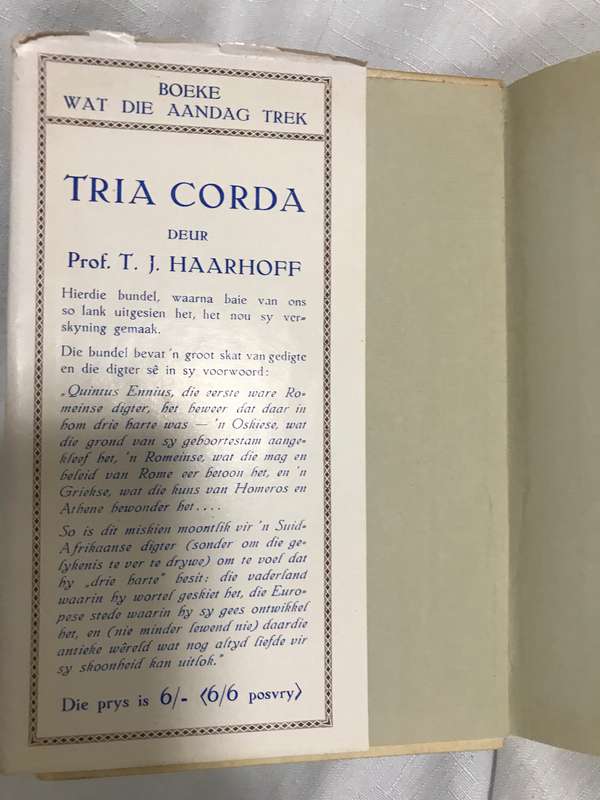 BOEKE
WAT DIE AANDAG TREK
TRIA CORDA
DEUR
Prof. T. J. HAARHOFF
Hierdie bundel, waarna baie van ons
so lank uitgesien het, het nou sy ver-
skyning gemaak.
Die bundel bevat 'n groot skat van gedigte
en die digter sê in sy voorwoord:
„Quintus Ennius, die eerste ware Ro-
meinse digter, het beweer dat daar in
hom drie harte was — 'n Oskiese, wat
die grond van sy geboortestam aange-
kleef het, 'n Romeinse, wat die mag en
beleid van Rome eer betoon het, en 'n
Griekse, wat die kuns van Homeros en
Athene bewonder het....
So is dit miskien moontlik vir 'n Suid-
Afrikaanse digter (sonder om die ge-
lykenis te ver te drywe) om te voel dat
hy „drie harte" besit: die vaderland
waarin hy wortel geskiet het, die Euro-
pese stede waarin hy sy gees ontwikkel
het, en (nie minder lewend nie) daardie
antieke wêreld wat nog altyd liefde vir
sy skoonheid kan uitlok."
Die prys is 6/- (6/6 posvry)